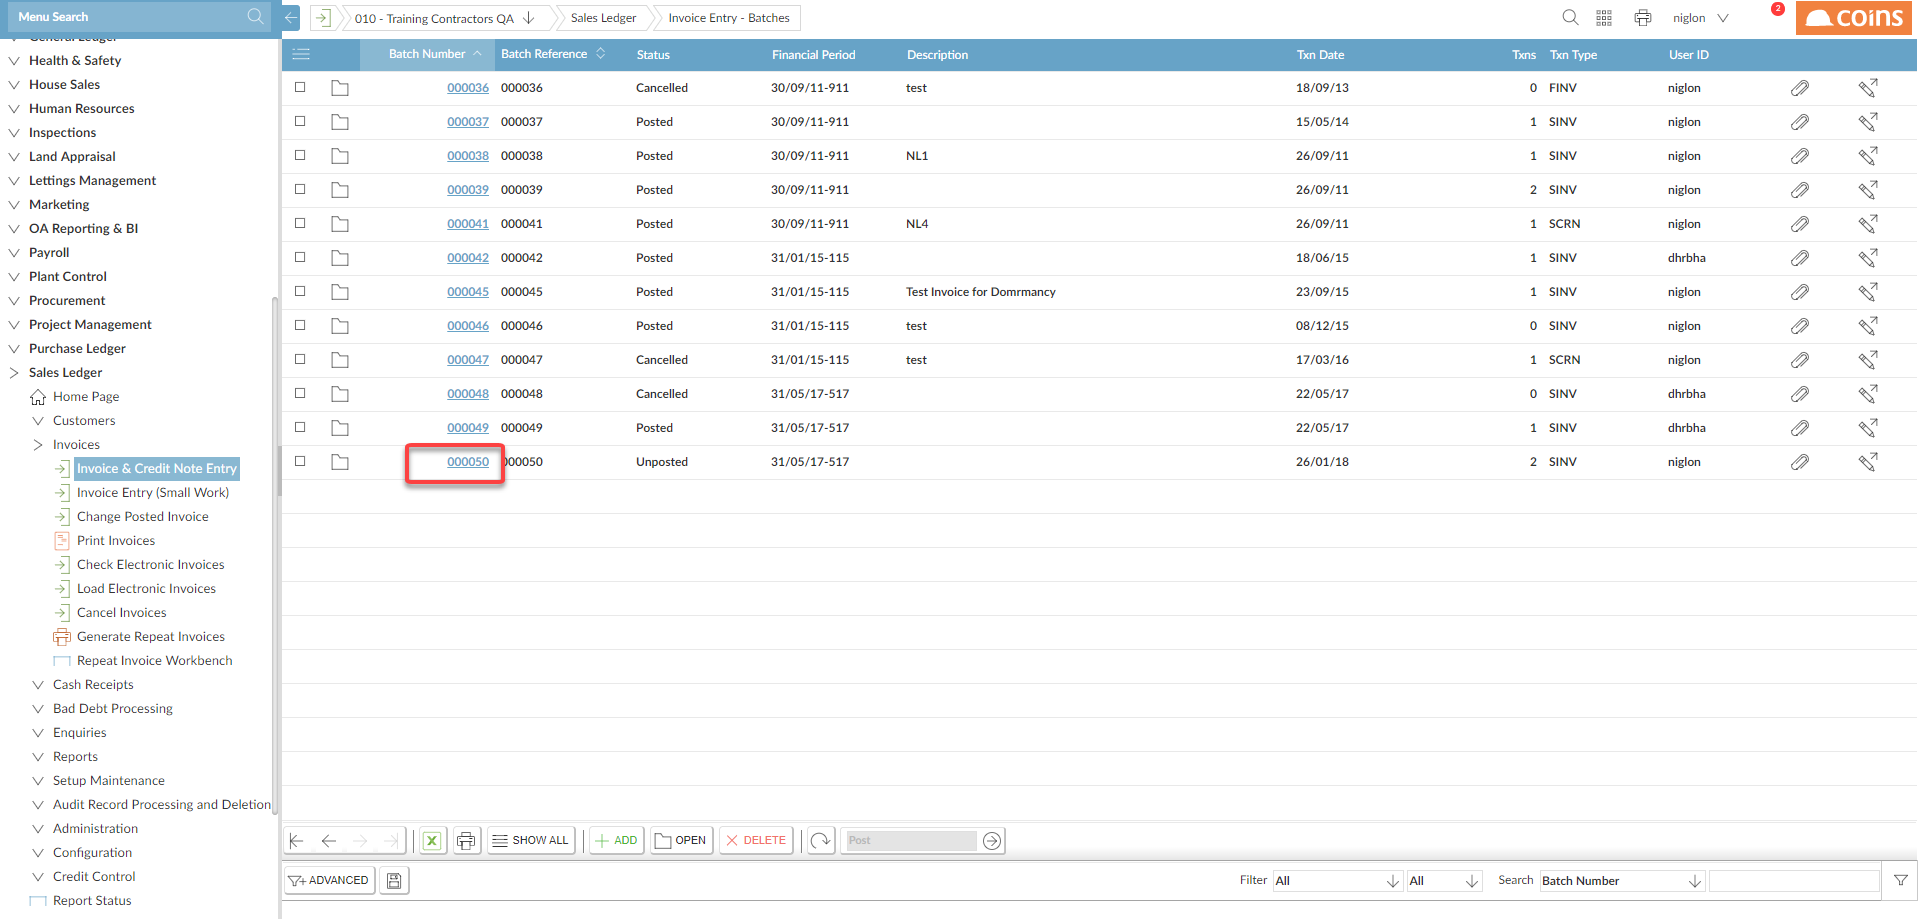 Menu Search
010 - Training Contractors QA
Sales Ledger
Invoice Entry - Batches
niglon
2
coins
General Ledger
Health & Safety
House Sales
Human Resources
Inspections
Land Appraisal
Lettings Management
Marketing
OA Reporting & BI
Payroll
Plant Control
Procurement
Project Management
Purchase Ledger
Sales Ledger
Home Page
Customers
Invoices
Invoice & Credit Note Entry
Invoice Entry (Small Work)
Change Posted Invoice
Print Invoices
Check Electronic Invoices
Load Electronic Invoices
Cancel Invoices
Generate Repeat Invoices
Repeat Invoice Workbench
Cash Receipts
Bad Debt Processing
Enquiries
Reports
Setup Maintenance
Audit Record Processing and Deletion
Administration
Configuration
Credit Control
Report Status
Batch Number Batch Reference Status Financial Period Description Txn Date Txns Txn Type User ID
000036 000036 Cancelled 30/09/11-911 test 18/09/13 0 FINV niglon
000037 000037 Posted 30/09/11-911 15/05/14 1 SINV niglon
000038 000038 Posted 30/09/11-911 NL1 26/09/11 1 SINV niglon
000039 000039 Posted 30/09/11-911 26/09/11 2 SINV niglon
000041 000041 Posted 30/09/11-911 NL4 26/09/11 1 SCRN niglon
000042 000042 Posted 31/01/15-115 18/06/15 1 SINV dhrbha
000045 000045 Posted 31/01/15-115 Test Invoice for Domrmancy 23/09/15 1 SINV niglon
000046 000046 Posted 31/01/15-115 test 08/12/15 0 SINV niglon
000047 000047 Cancelled 31/01/15-115 test 17/03/16 1 SCRN niglon
000048 000048 Cancelled 31/05/17-517 22/05/17 0 SINV dhrbha
000049 000049 Posted 31/05/17-517 22/05/17 1 SINV dhrbha
000050 000050 Unposted 31/05/17-517 26/01/18 2 SINV niglon
SHOW ALL ADD OPEN DELETE Post
ADVANCED Filter All All Search Batch Number